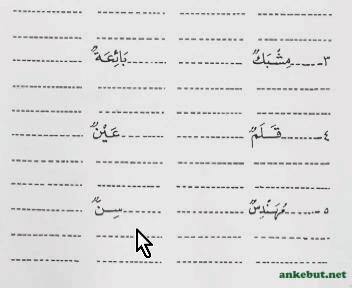 ٣- مِشْبَكٌ بَائِعَةٌ
٤- قَلَمٌ عَيْنٌ
٥- مُهَنْدِسٌ سِنٌّ
ankebut.net